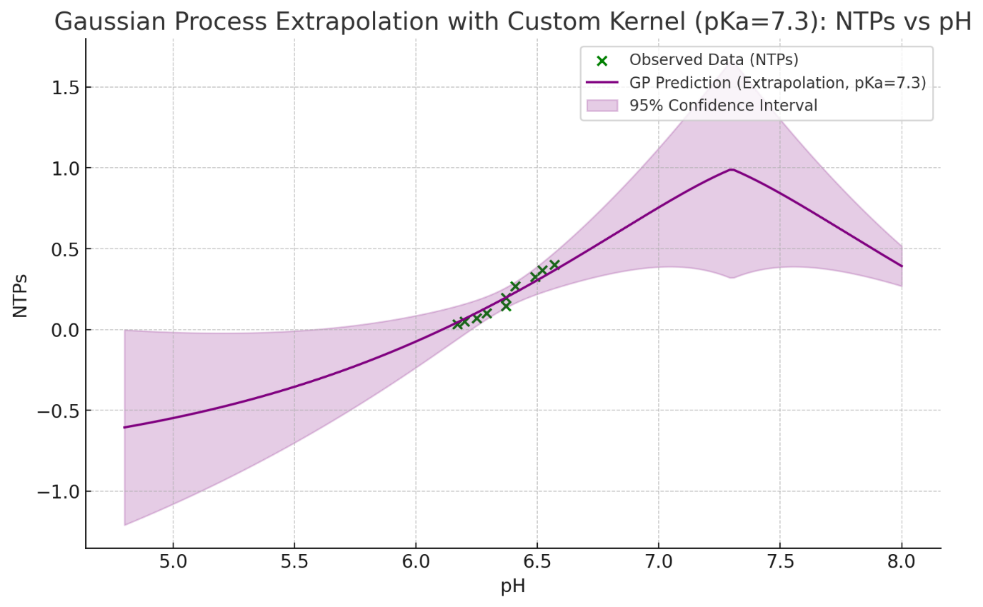 Gaussian Process Extrapolation with Custom Kernel (pKa=7.3): NTPs vs pH
Observed Data (NTPs)
GP Prediction (Extrapolation, pKa=7.3)
95% Confidence Interval
NTPs
1.5
1.0
0.5
0.0
−0.5
−1.0
5.0 5.5 6.0 6.5 7.0 7.5 8.0
pH